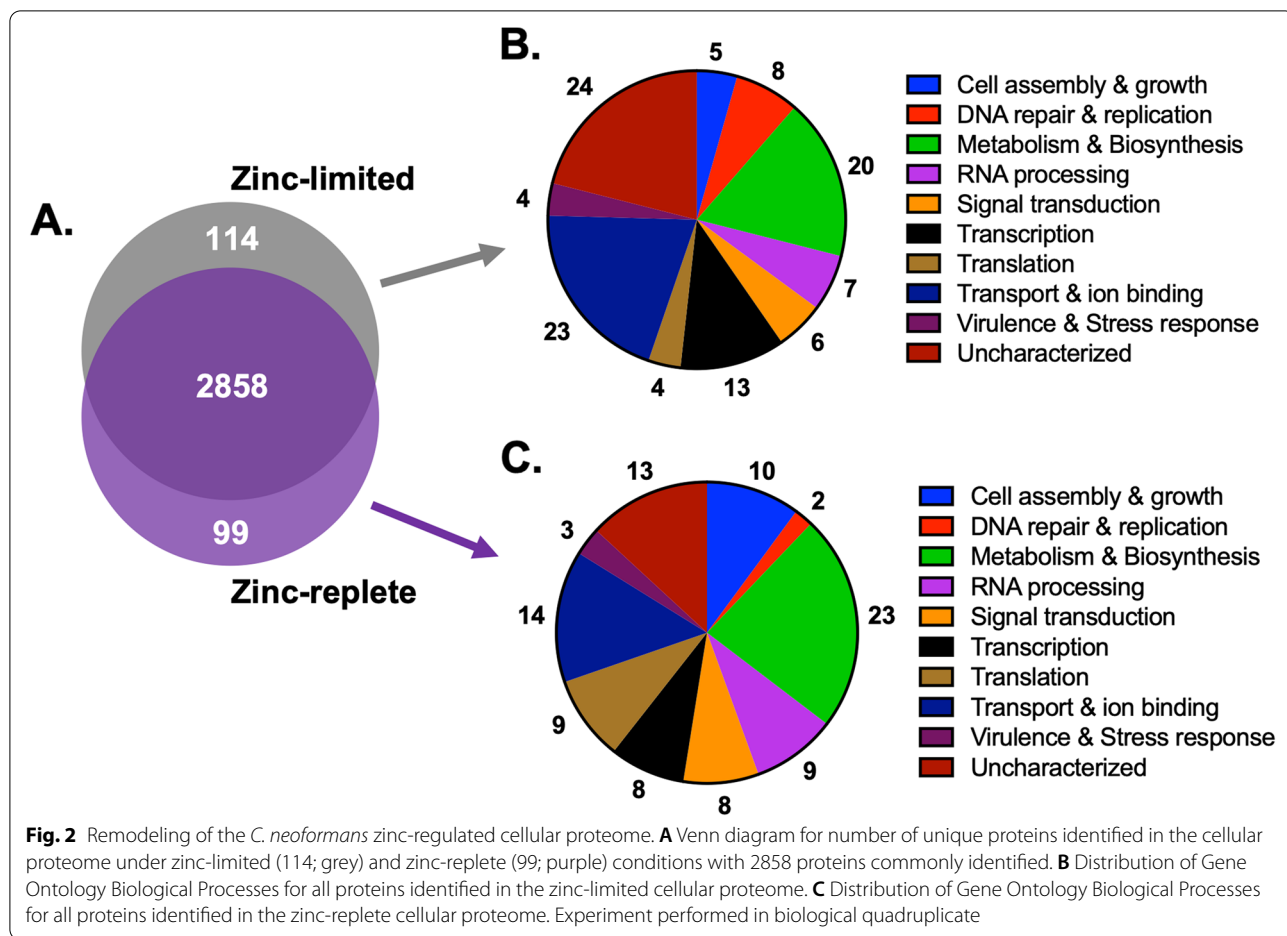 A.
Zinc-limited
114
2858
99
Zinc-replete
B.
5
8
20
7
6
13
4
23
4
24
Cell assembly & growth
DNA repair & replication
Metabolism & Biosynthesis
RNA processing
Signal transduction
Transcription
Translation
Transport & ion binding
Virulence & Stress response
Uncharacterized
C.
10
2
23
9
8
8
9
14
3
13
Cell assembly & growth
DNA repair & replication
Metabolism & Biosynthesis
RNA processing
Signal transduction
Transcription
Translation
Transport & ion binding
Virulence & Stress response
Uncharacterized
Fig. 2 Remodeling of the C. neoformans zinc-regulated cellular proteome. A Venn diagram for number of unique proteins identified in the cellular
proteome under zinc-limited (114; grey) and zinc-replete (99; purple) conditions with 2858 proteins commonly identified. B Distribution of Gene
Ontology Biological Processes for all proteins identified in the zinc-limited cellular proteome. C Distribution of Gene Ontology Biological Processes
for all proteins identified in the zinc-replete cellular proteome. Experiment performed in biological quadruplicate